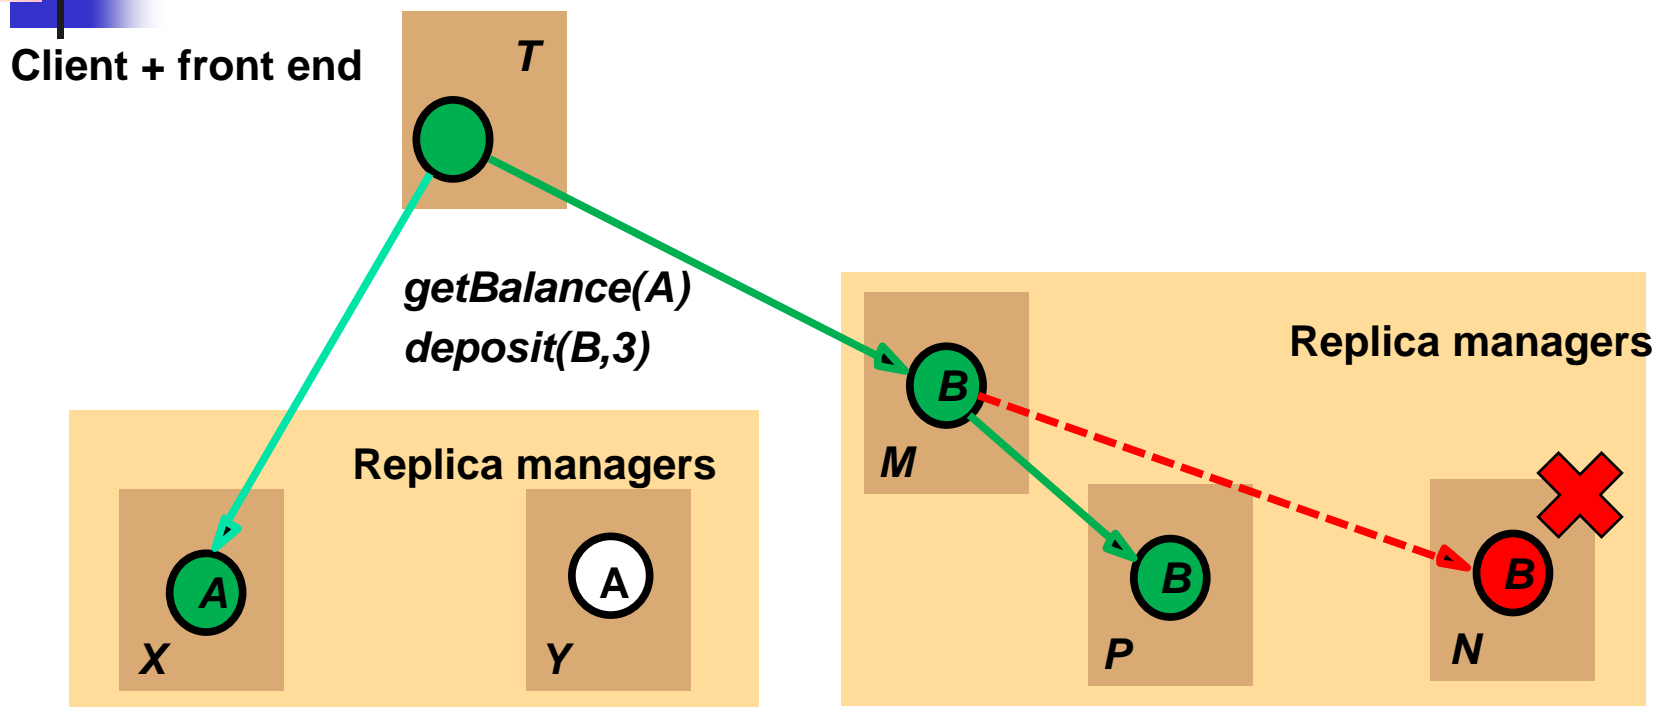 Client + front end
T
getBalance(A)
deposit(B,3)
Replica managers
B
M
Replica managers
A
X
A
Y
B
P
B
N